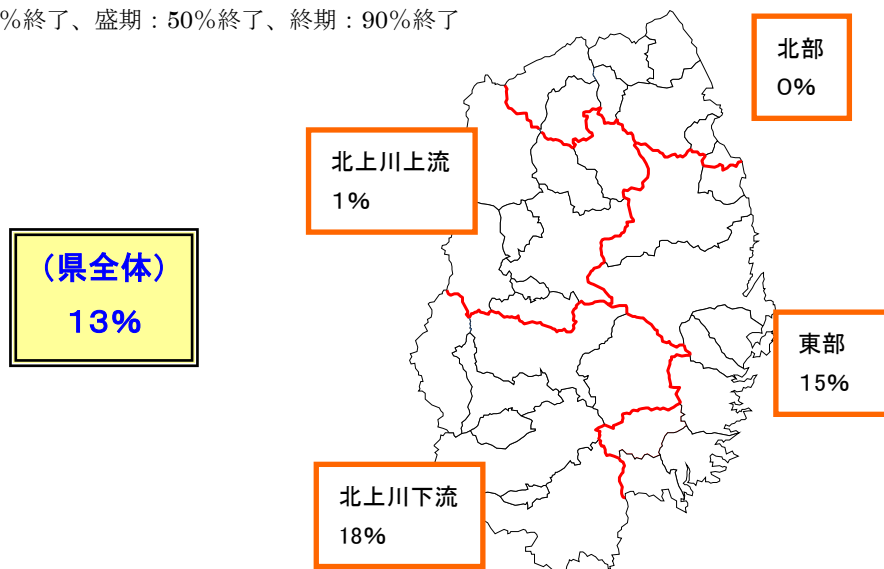 ％終了、盛期：50％終了、終期：90％終了
北部
0%
北上川上流
1%
（県全体）
13%
東部
15%
北上川下流
18%